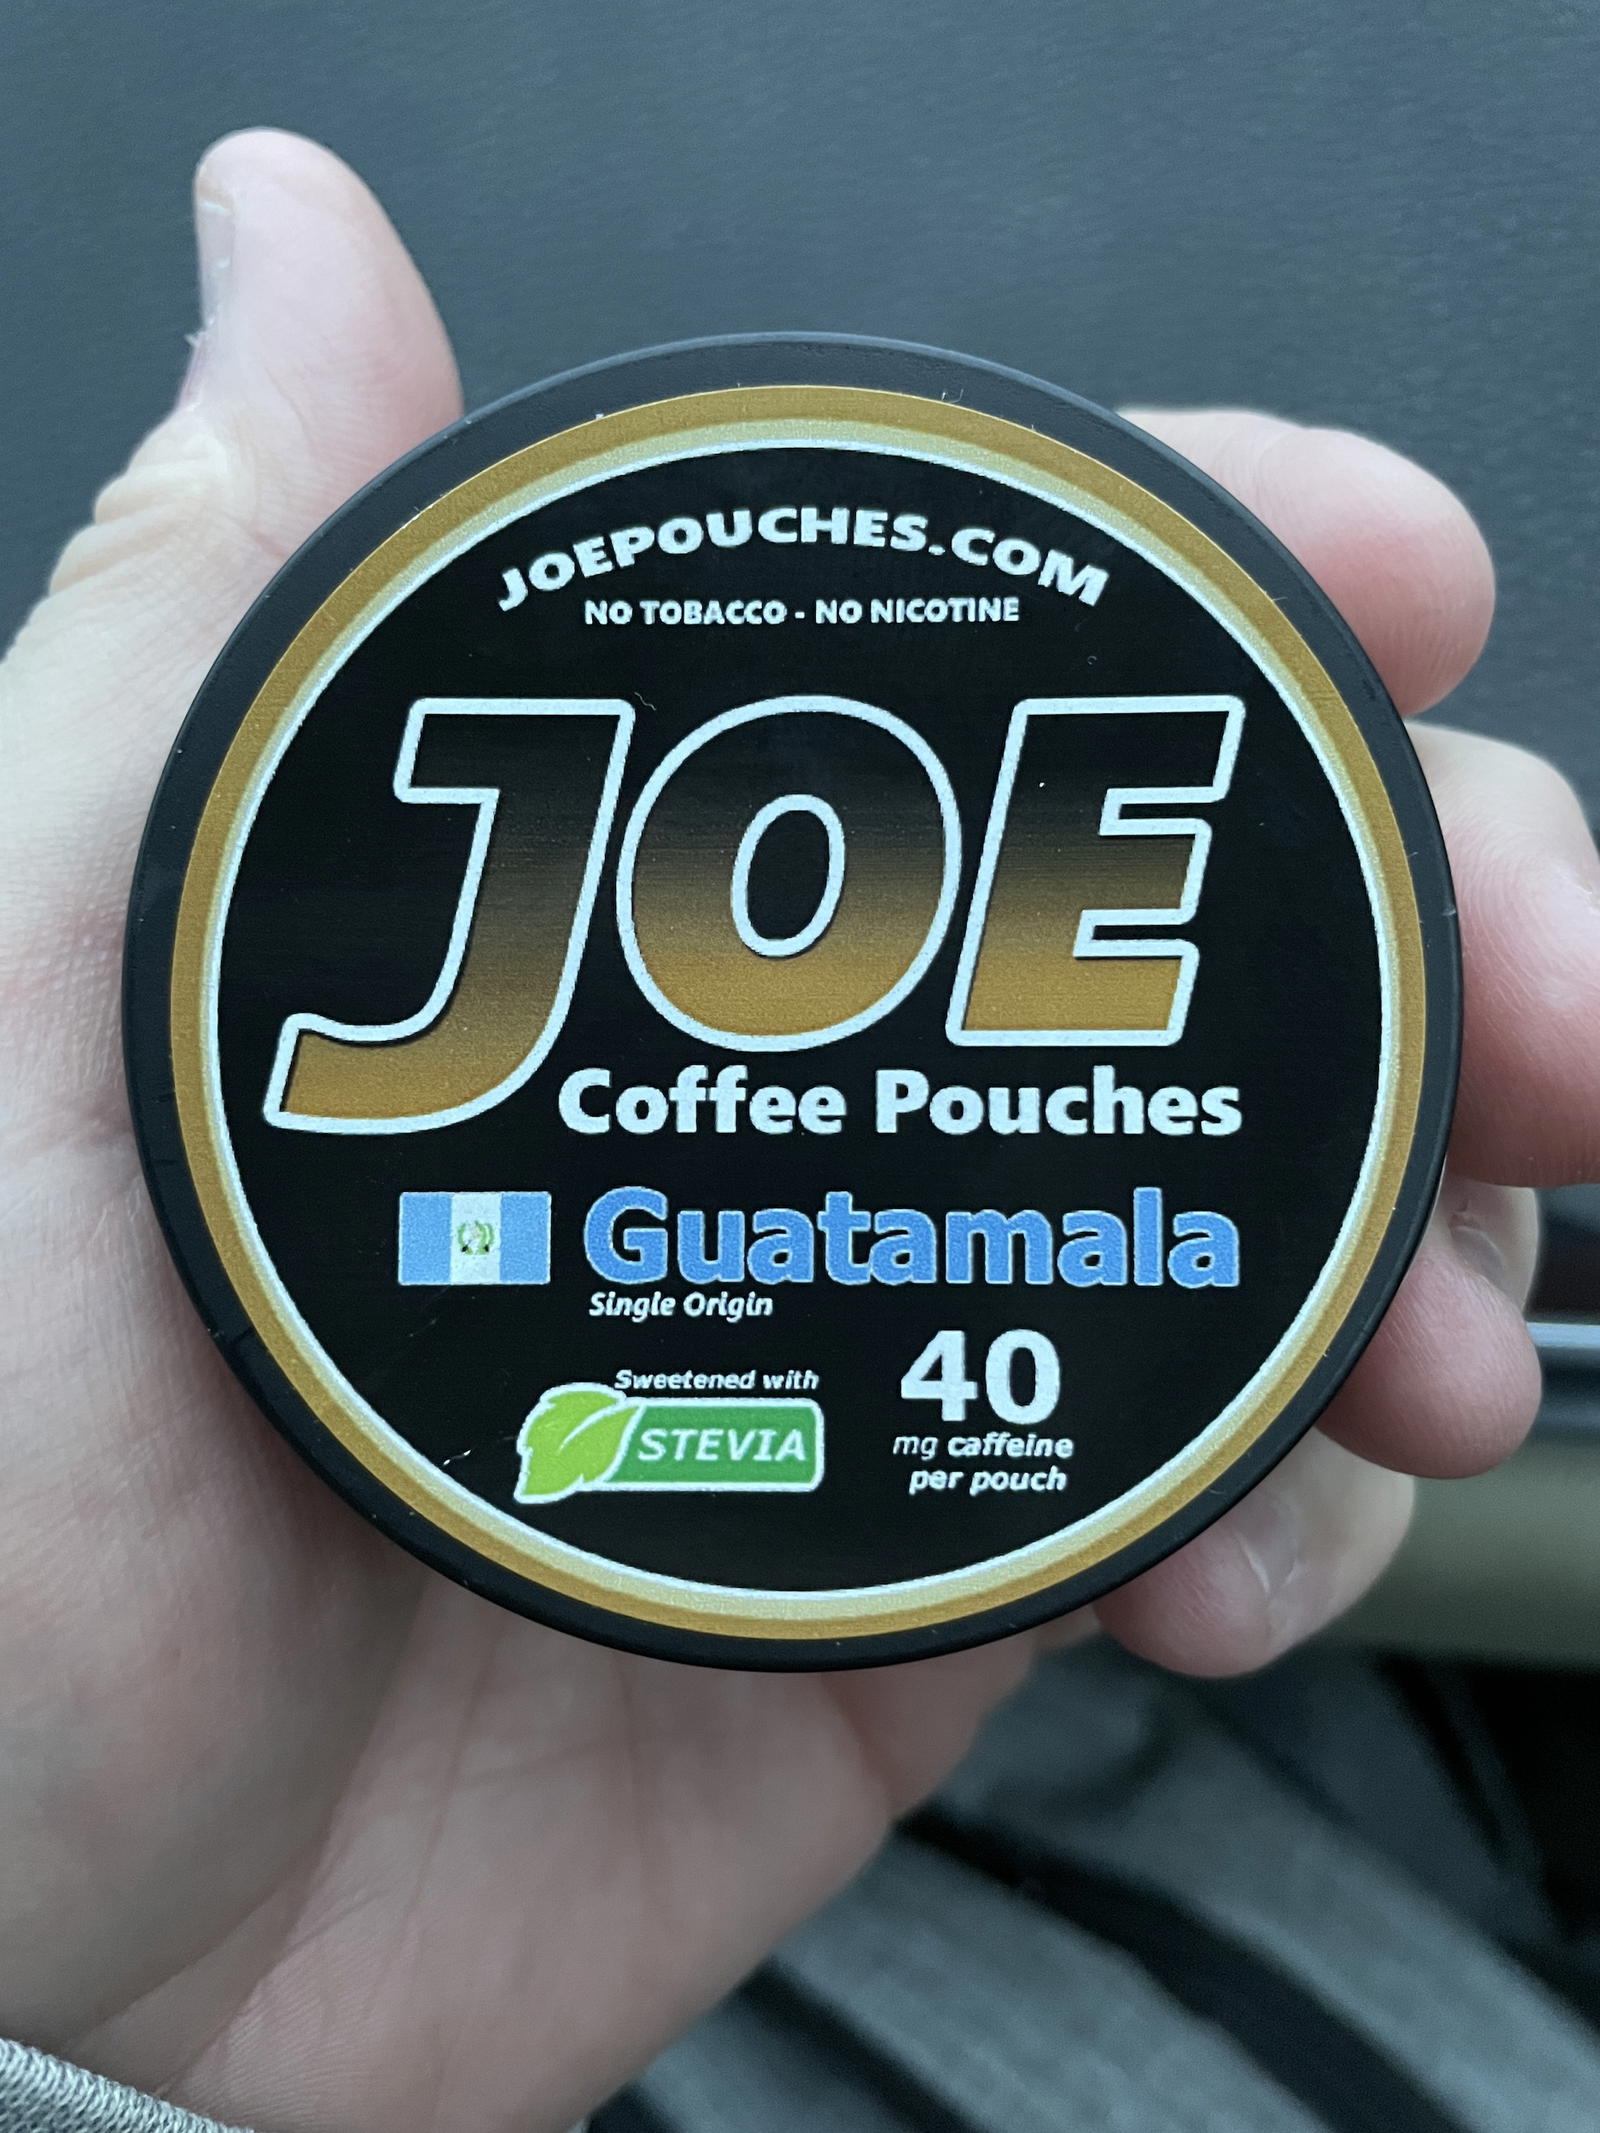 JOEPOUCHES.COM
NO TOBACCO - NO NICOTINE
JOE
Coffee Pouches
Guatamala
Single Origin
Sweetened with
STEVIA
40
mg caffeine
per pouch